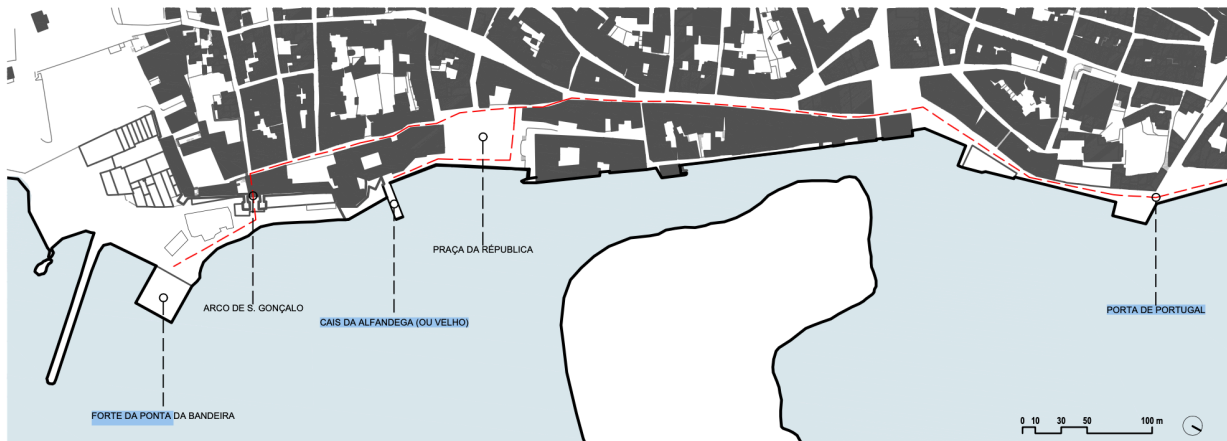 PRAÇA DA RÉPUBLICA
ARCO DE S. GONÇALO
CAIS DA ALFANDEGA (OU VELHO)
PORTA DE PORTUGAL
FORTE DA PONTA DA BANDEIRA
0 10 30 50 100 m